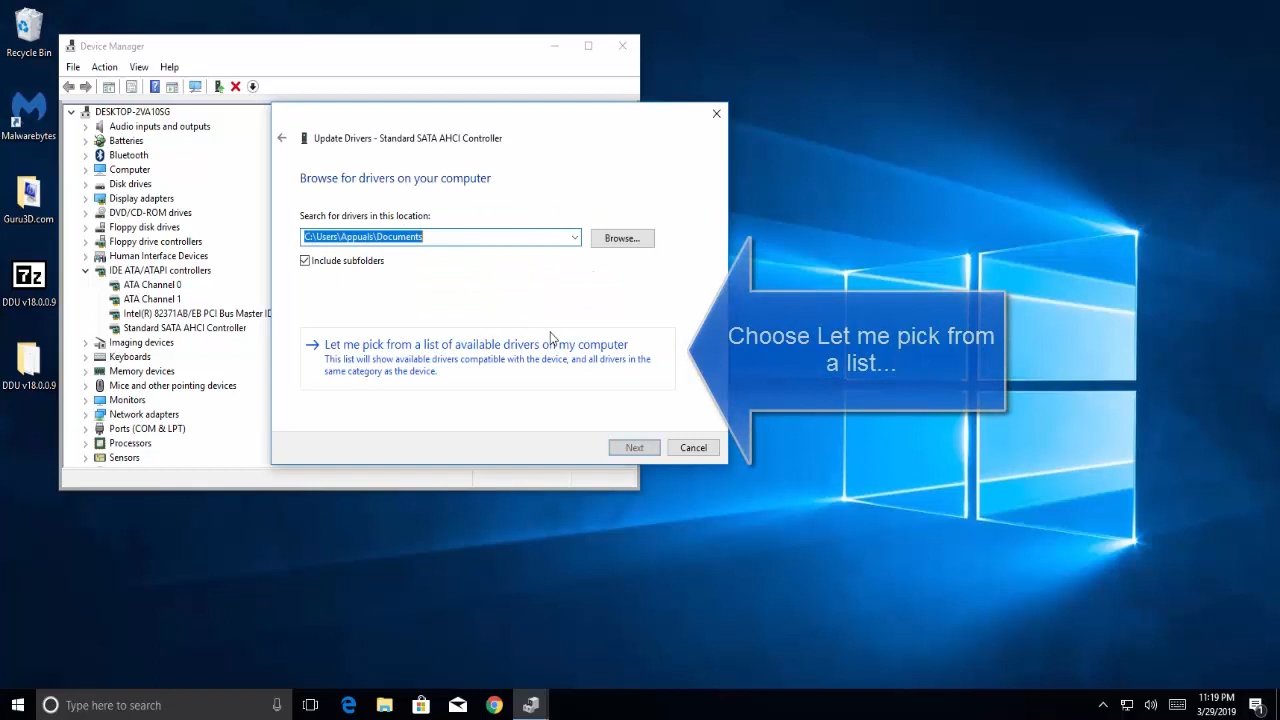 Recycle Bin
Malwarebytes
Guru3D.com
7z
DDU v18.0.0.9
DDU v18.0.0.9
Device Manager
File Action View Help
DESKTOP-2VA10SG
Audio inputs and outputs
Batteries
Bluetooth
Computer
Disk drives
Display adapters
DVD/CD-ROM drives
Floppy disk drives
Floppy drive controllers
Human Interface Devices
IDE ATA/ATAPI controllers
ATA Channel 0
ATA Channel 1
Intel(R) 82371AB/EB PCI Bus Master ID
Standard SATA AHCI Controller
Imaging devices
Keyboards
Memory devices
Mice and other pointing devices
Monitors
Network adapters
Ports (COM & LPT)
Processors
Sensors
Update Drivers - Standard SATA AHCI Controller
Browse for drivers on your computer
Search for drivers in this location:
C:\Users\Appuals\Documents
Browse...
Include subfolders
Let me pick from a list of available drivers on my computer
This list will show available drivers compatible with the device, and all drivers in the
same category as the device.
Next Cancel
Choose Let me pick from
a list...
Type here to search
11:19 PM
3/29/2019
1